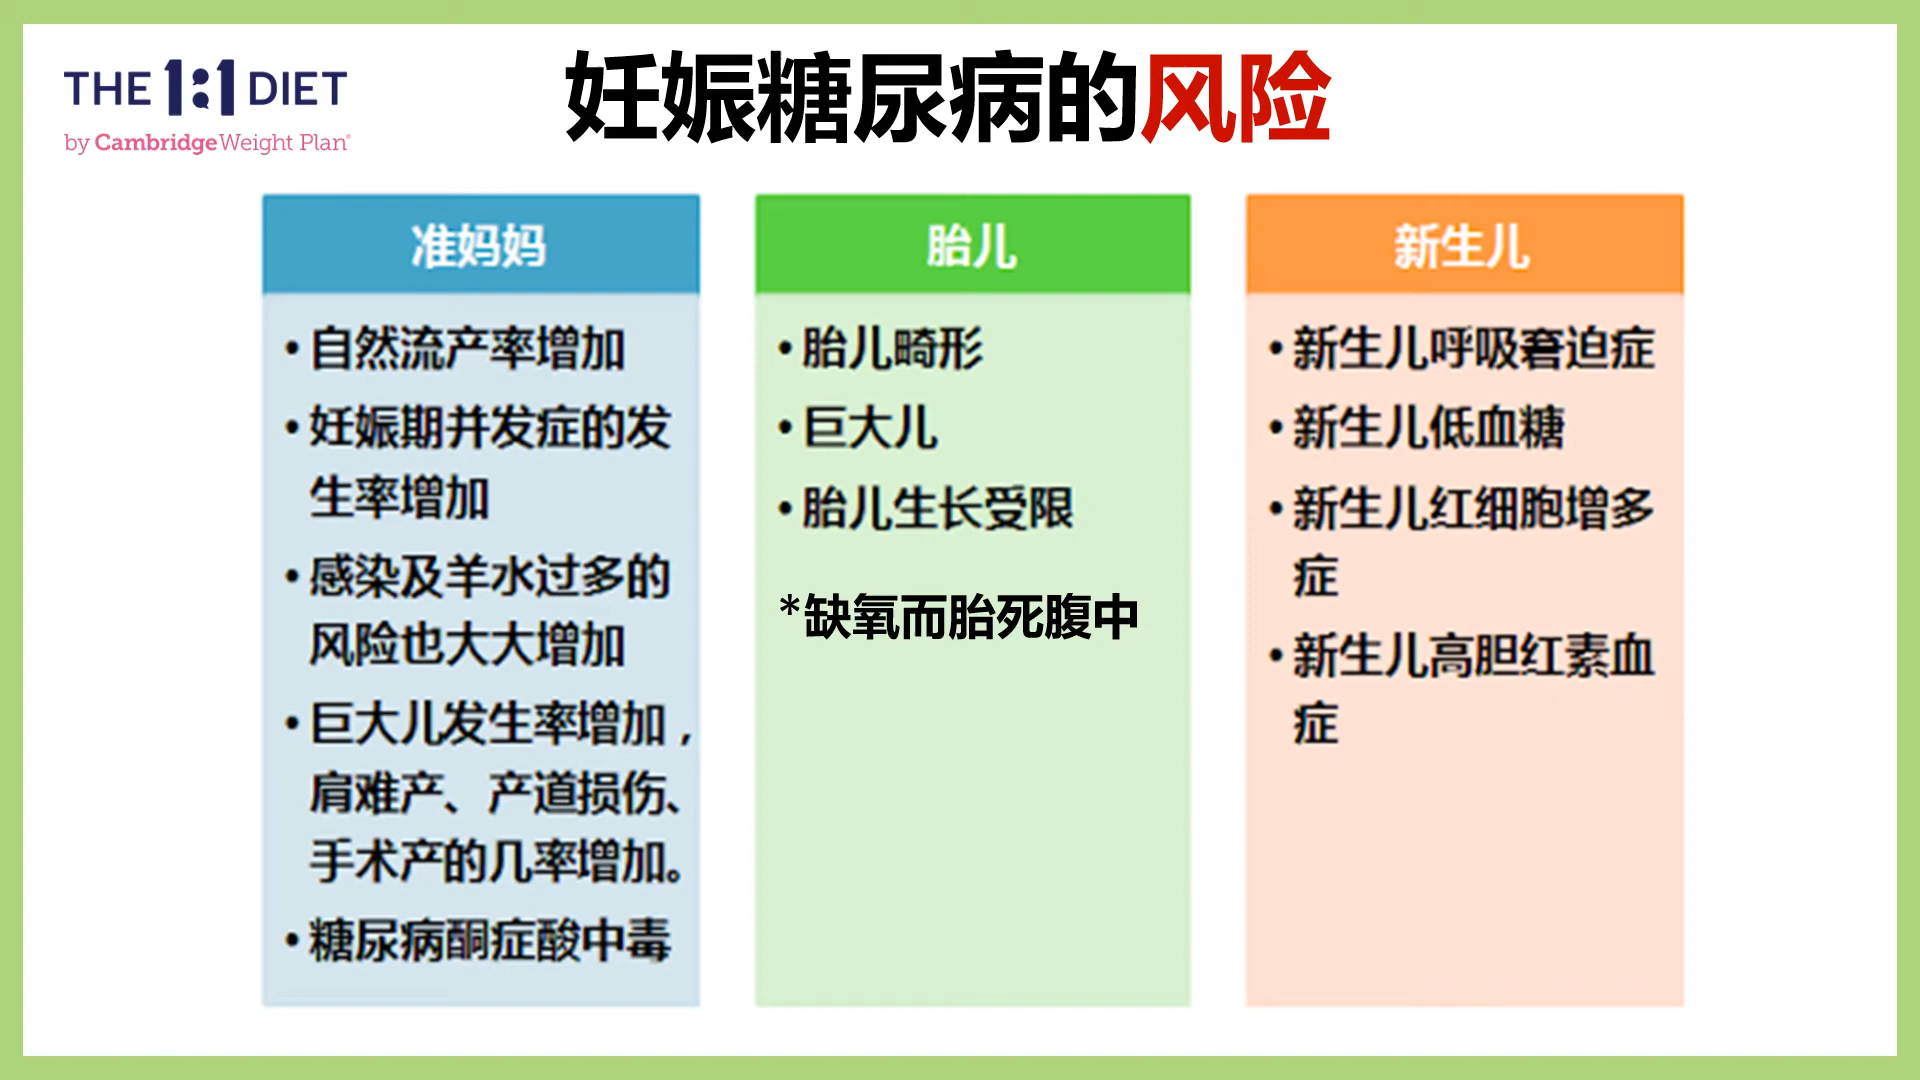 THE 1:1 DIET
by CambridgeWeight Plan®
妊娠糖尿病的风险
准妈妈
• 自然流产率增加
• 妊娠期并发症的发
生率增加
• 感染及羊水过多的
风险也大大增加
• 巨大儿发生率增加，
肩难产、产道损伤、
手术产的几率增加。
• 糖尿病酮症酸中毒
胎儿
• 胎儿畸形
• 巨大儿
• 胎儿生长受限
*缺氧而胎死腹中
新生儿
• 新生儿呼吸窘迫症
• 新生儿低血糖
• 新生儿红细胞增多
症
• 新生儿高胆红素血
症